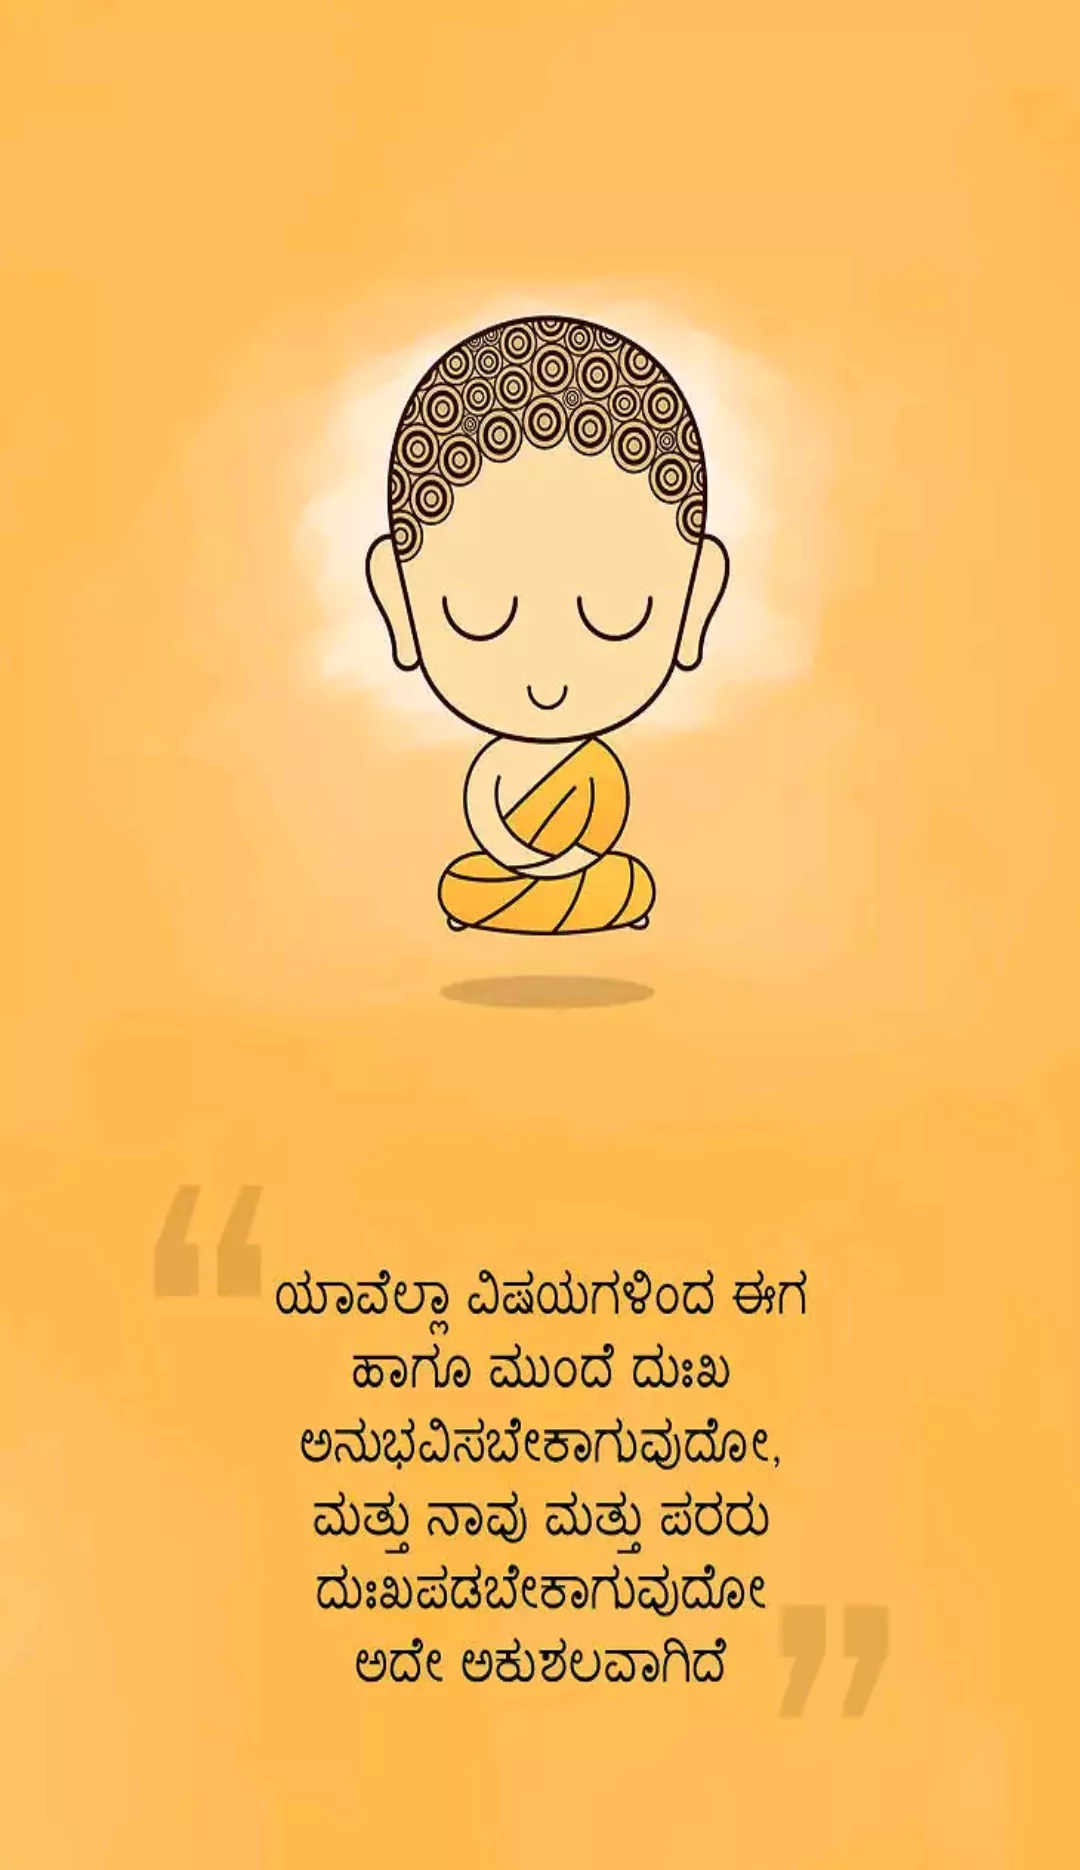 “
ಯಾವೆಲ್ಲಾ ವಿಷಯಗಳಿಂದ ಈಗ
ಹಾಗೂ ಮುಂದೆ ದುಃಖ
ಅನುಭವಿಸಬೇಕಾಗುವುದೋ,
ಮತ್ತು ನಾವು ಮತ್ತು ಪರರು
ದುಃಖಪಡಬೇಕಾಗುವುದೋ
ಅದೇ ಅಕುಶಲವಾಗಿದೆ
”